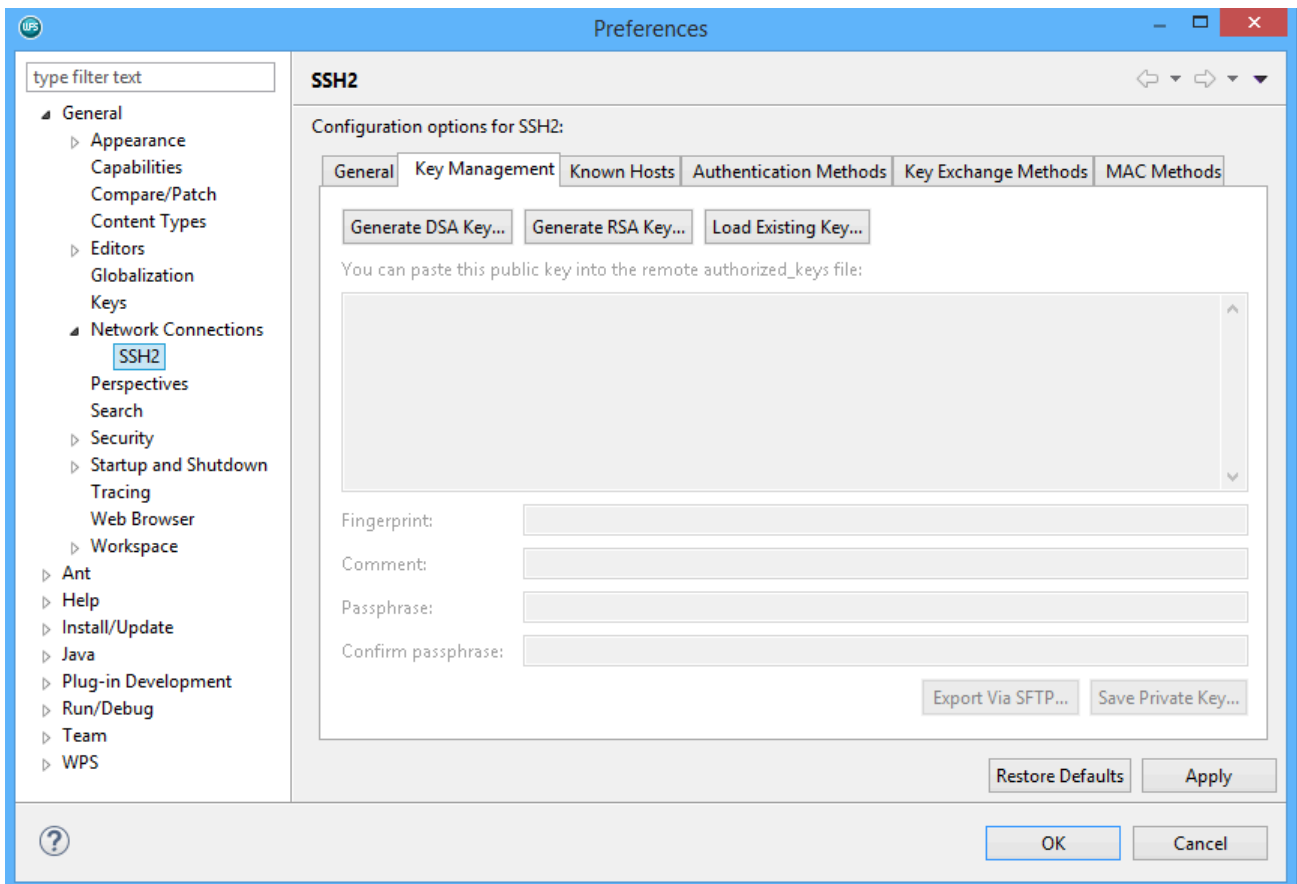 WPS
Preferences
type filter text
General
Appearance
Capabilities
Compare/Patch
Content Types
Editors
Globalization
Keys
Network Connections
SSH2
Perspectives
Search
Security
Startup and Shutdown
Tracing
Web Browser
Workspace
Ant
Help
Install/Update
Java
Plug-in Development
Run/Debug
Team
WPS
SSH2
Configuration options for SSH2:
General Key Management Known Hosts Authentication Methods Key Exchange Methods MAC Methods
Generate DSA Key... Generate RSA Key... Load Existing Key...
You can paste this public key into the remote authorized_keys file:
Fingerprint:
Comment:
Passphrase:
Confirm passphrase:
Export Via SFTP... Save Private Key...
Restore Defaults Apply
? OK Cancel